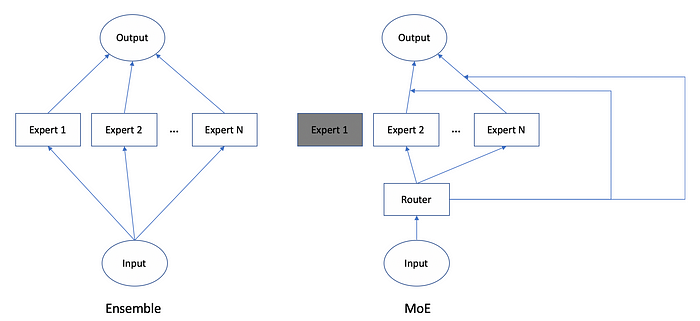 Output
Expert 1
Expert 2
...
Expert N
Input
Ensemble
Output
Expert 1
Expert 2
...
Expert N
Router
Input
MoE